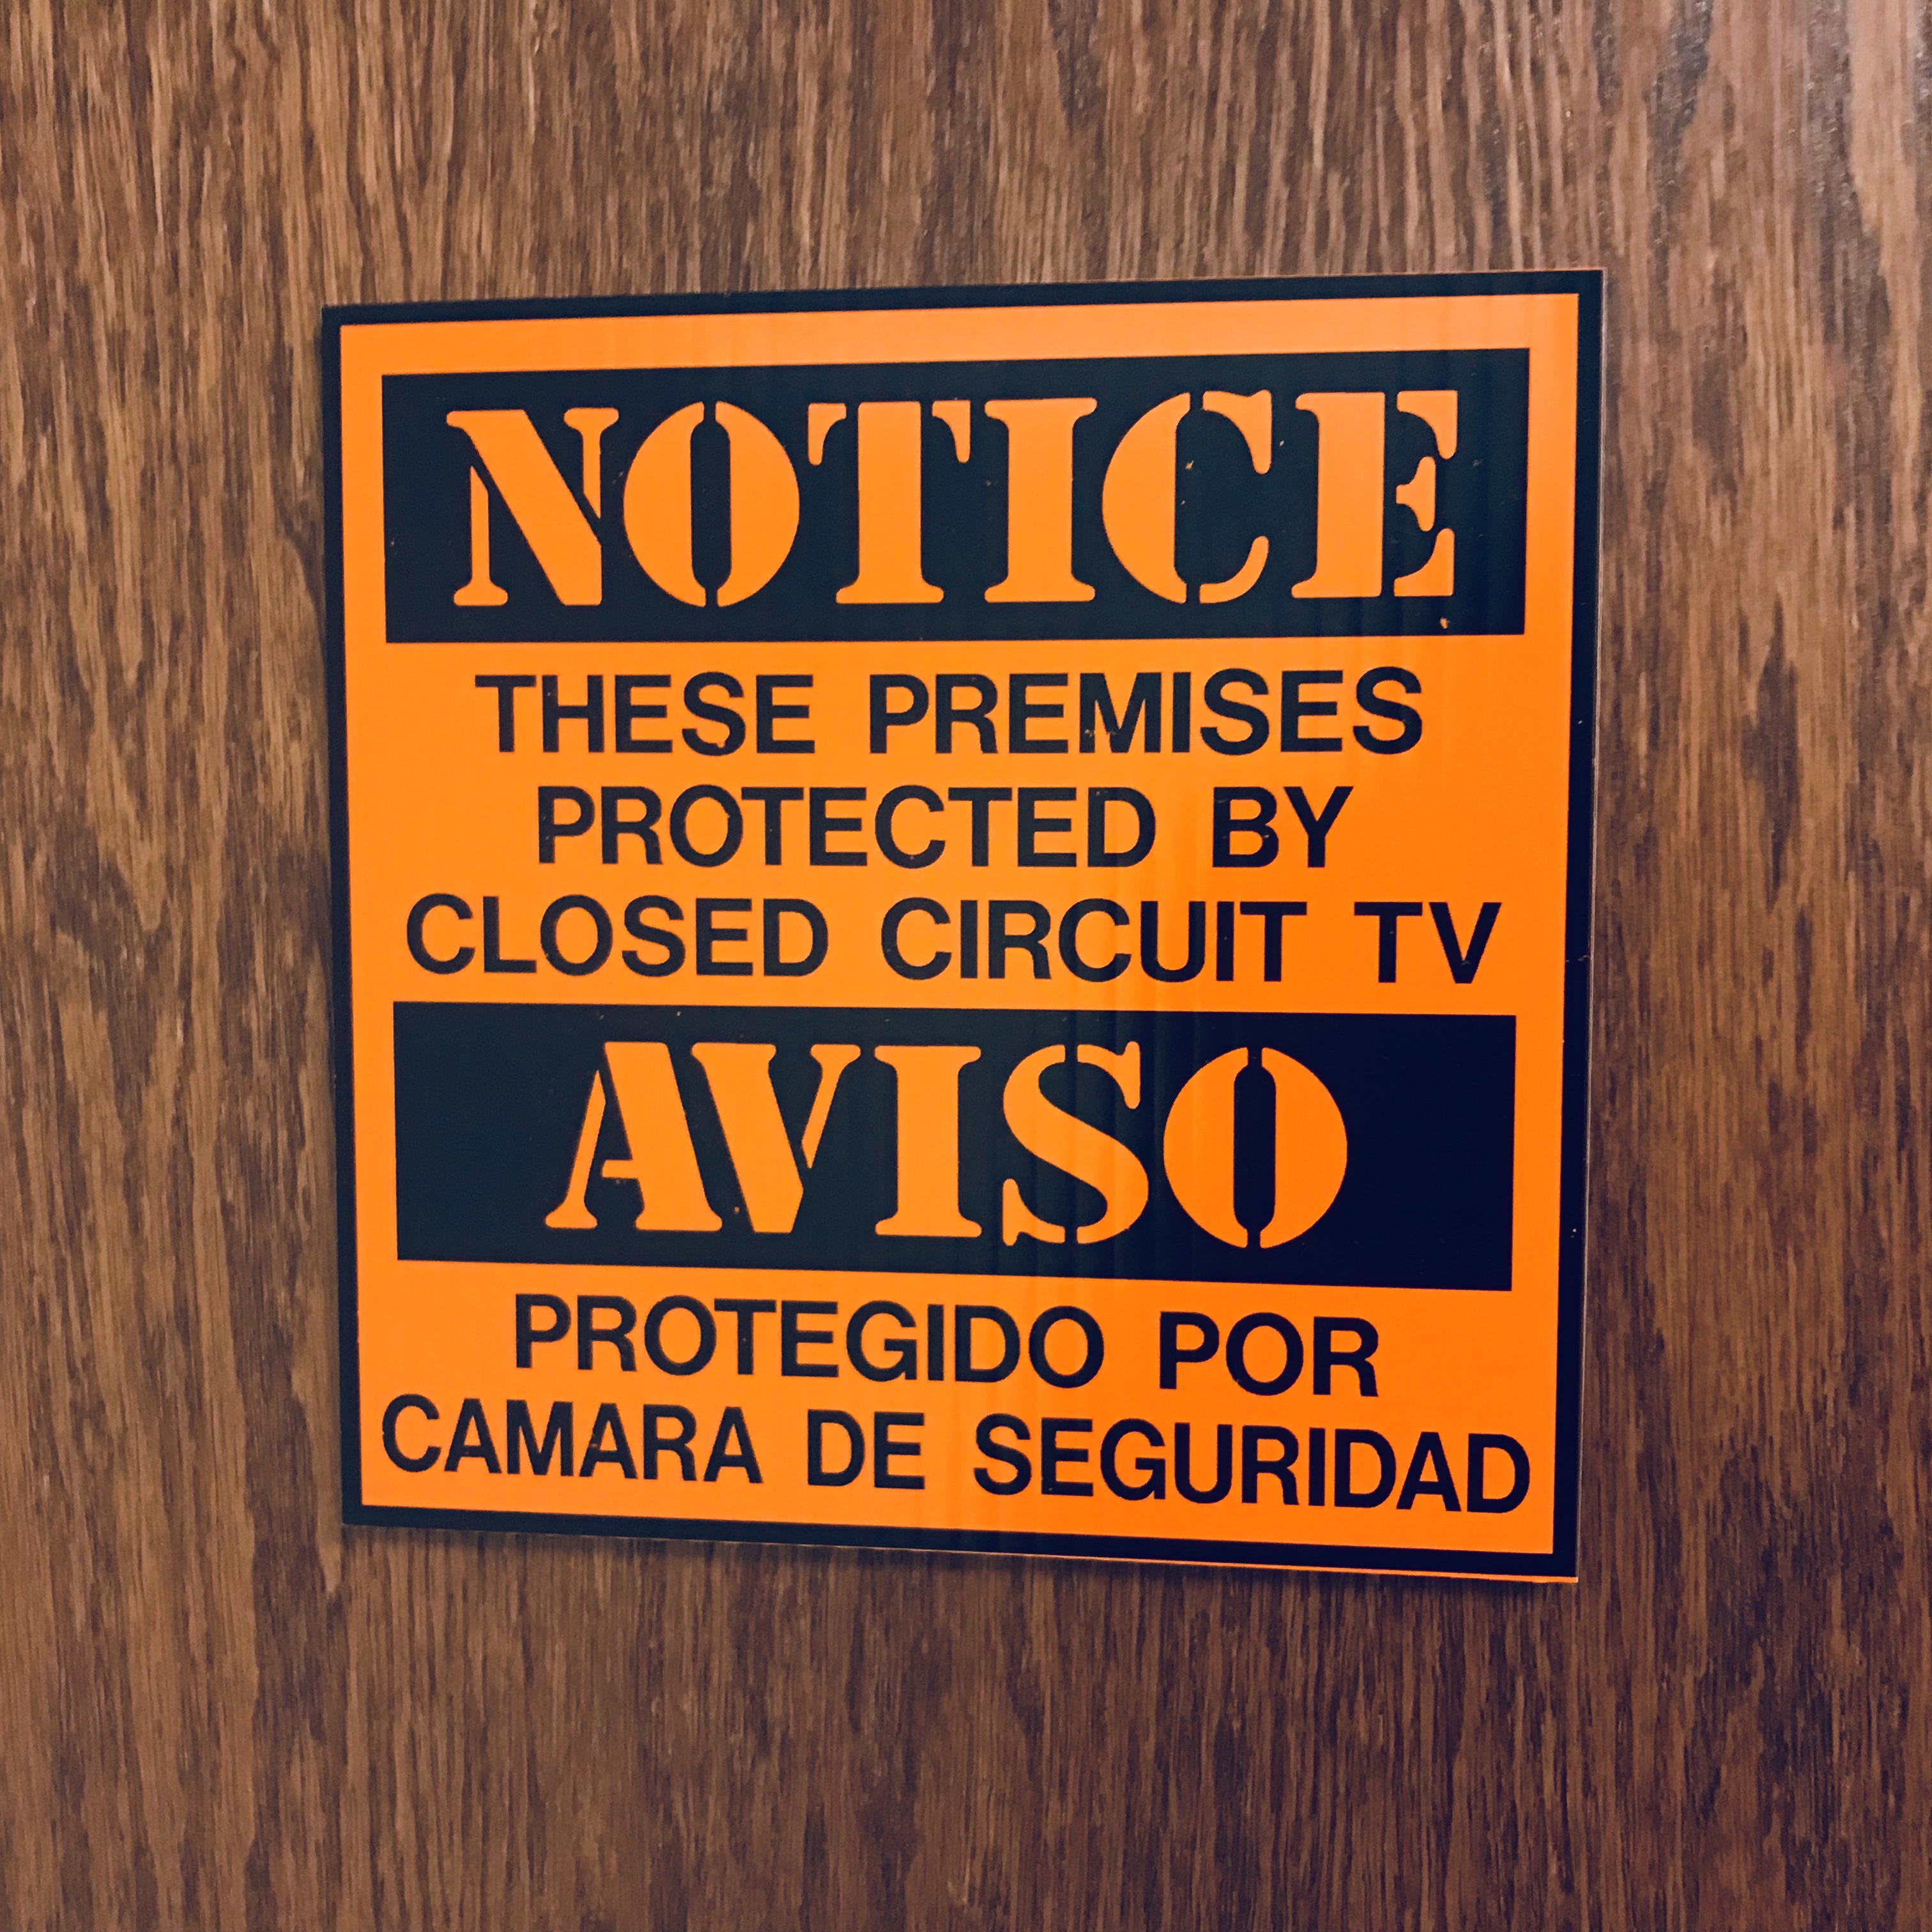 NOTICE
THESE PREMISES
PROTECTED BY
CLOSED CIRCUIT TV
AVISO
PROTEGIDO POR
CAMARA DE SEGURIDAD